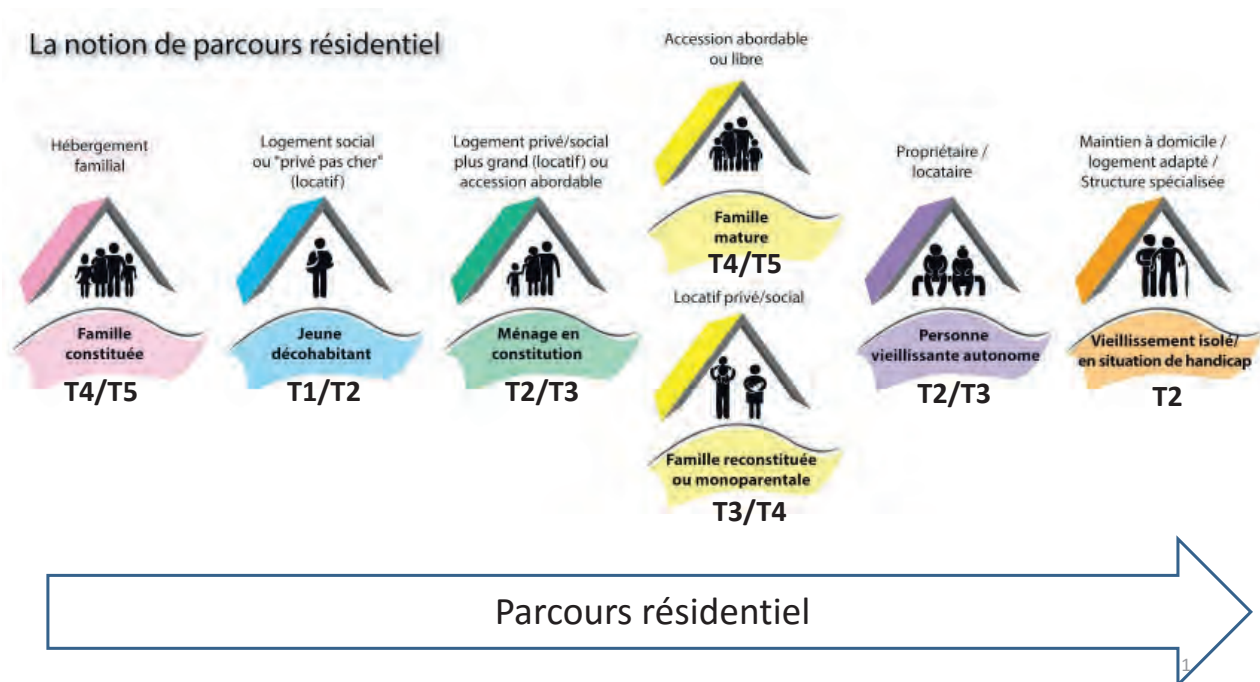 La notion de parcours résidentiel
Hébergement
familial
Famille
constituée
T4/T5
Logement social
ou "privé pas cher"
(locatif)
Jeune
décohabitant
T1/T2
Logement privé/social
plus grand (locatif) ou
accession abordable
Ménage en
constitution
T2/T3
Accession abordable
ou libre
Famille
mature
T4/T5
Locatif privé/social
Famille reconstituée
ou monoparentale
T3/T4
Propriétaire /
locataire
Personne
vieillissante autonome
T2/T3
Maintien à domicile /
logement adapté /
Structure spécialisée
Vieillissement isolé/
en situation de handicap
T2
Parcours résidentiel
1